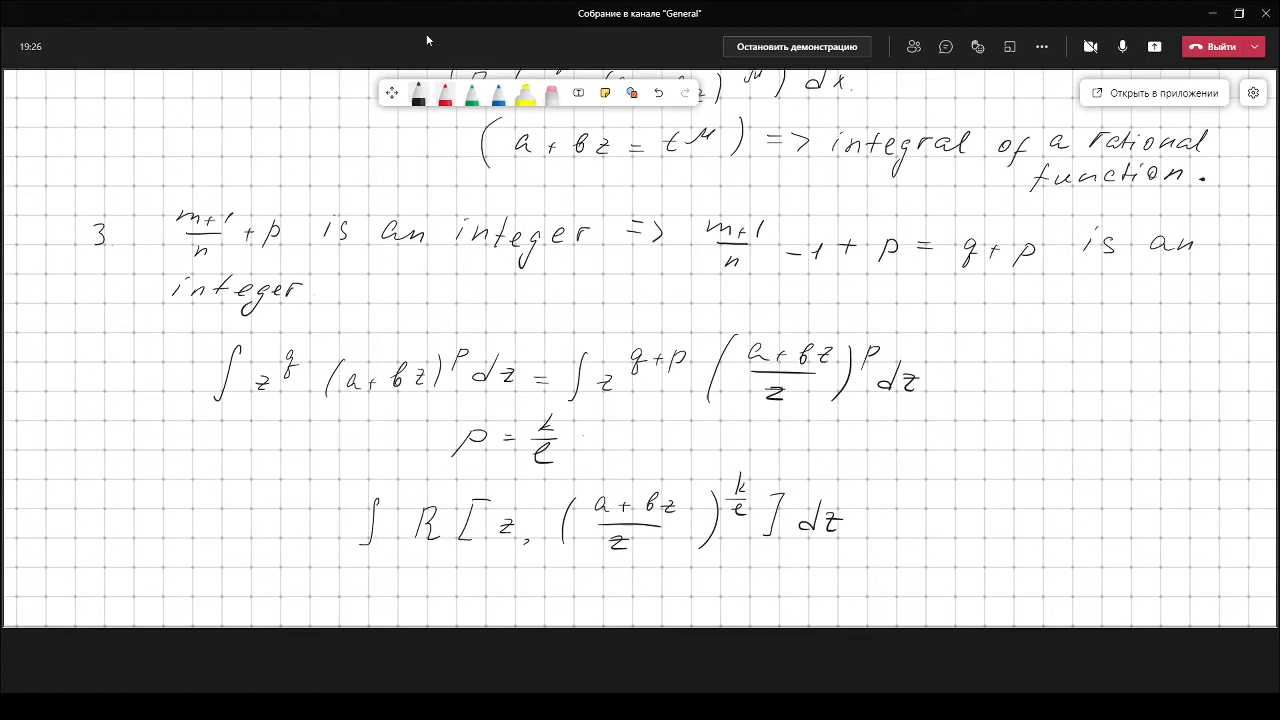 Собрание в канале "General"
19:26
Остановить демонстрацию
Выйти
) dx.
Открыть в приложении
( a + bz = t^μ ) => integral of a rational
function.
3. (m+1)/n + p is an integer => (m+1)/n - 1 + p = q + p is an
integer
∫ z^q (a + bz)^p dz = ∫ z^(q+p) ((a + bz)/z)^p dz
p = k/l
∫ R [ z, ((a + bz)/z)^(k/l) ] dz